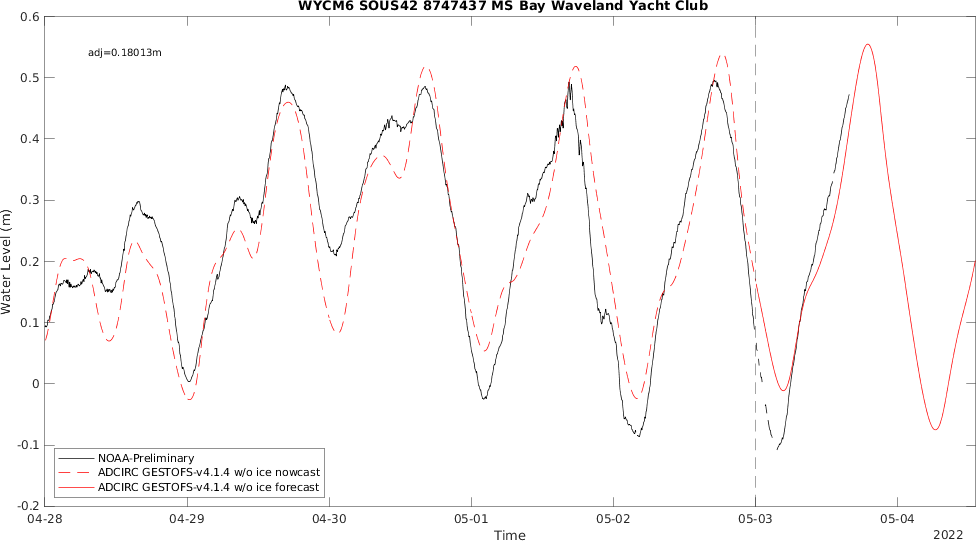 WYCM6 SOUS42 8747437 MS Bay Waveland Yacht Club
adj=0.18013m
0.6
0.5
0.4
0.3
0.2
0.1
0
-0.1
-0.2
Water Level (m)
NOAA-Preliminary
ADCIRC GESTOFS-v4.1.4 w/o ice nowcast
ADCIRC GESTOFS-v4.1.4 w/o ice forecast
04-28 04-29 04-30 05-01 05-02 05-03 05-04
Time
2022